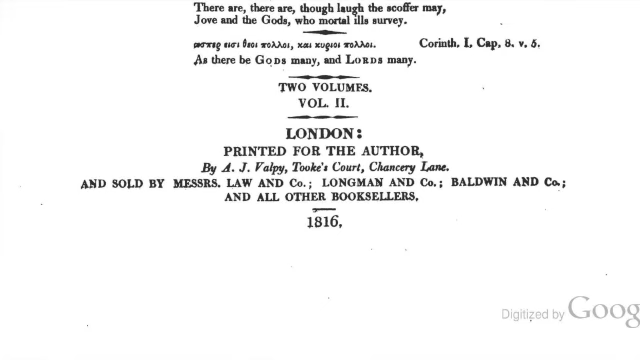 There are, there are, though laugh the scoffer may,
Jove and the Gods, who mortal ills survey.
ωσπερ εισι θεοι πολλοι, και κυριοι πολλοι. Corinth. I. Cap. 8. v. 5.
As there be GODS many, and LORDS many.
TWO VOLUMES.
VOL. II.
LONDON:
PRINTED FOR THE AUTHOR,
By A. J. Valpy, Tooke's Court, Chancery Lane.
AND SOLD BY MESSRS. LAW AND Co.; LONGMAN AND Co.; BALDWIN AND Co.;
AND ALL OTHER BOOKSELLERS.
1816.
Digitized by Goog